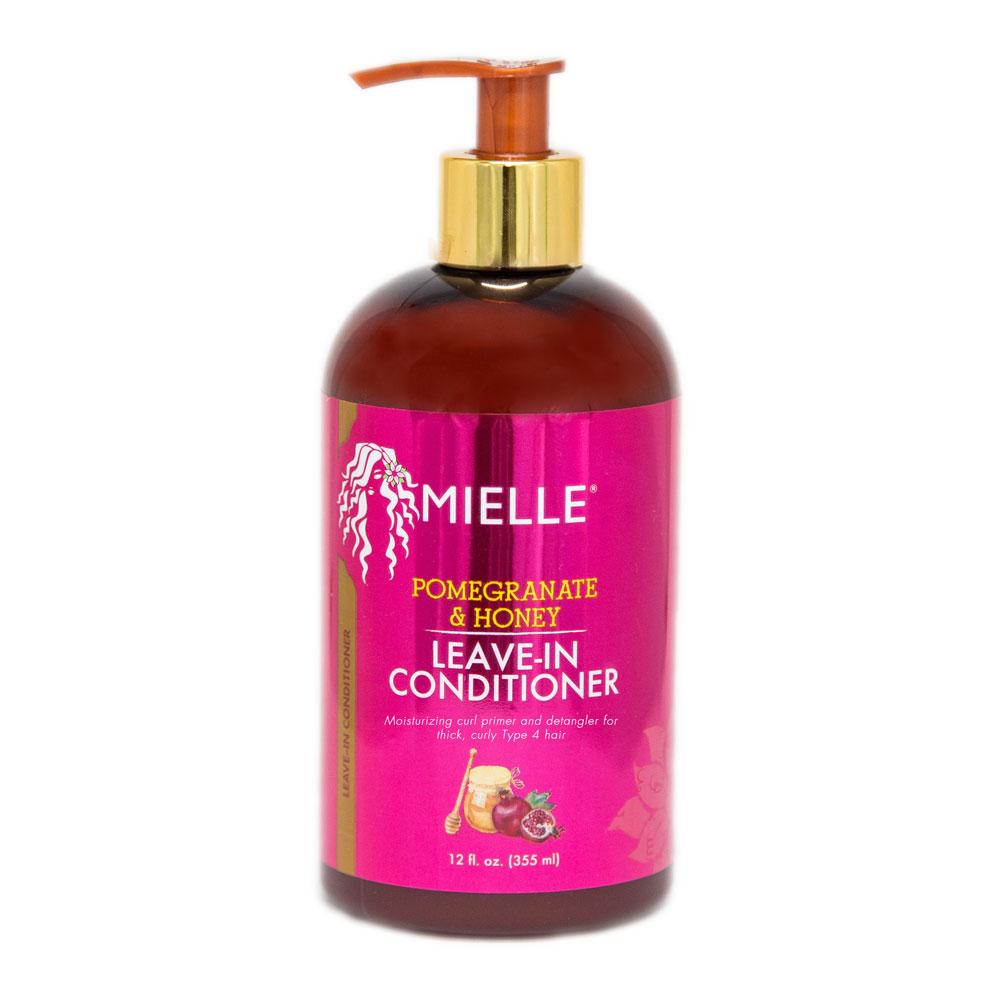 MIELLE®
POMEGRANATE
& HONEY
LEAVE-IN
CONDITIONER
Moisturizing curl primer and detangler for
thick, curly Type 4 hair
12 fl. oz. (355 ml)
LEAVE-IN CONDITIONER